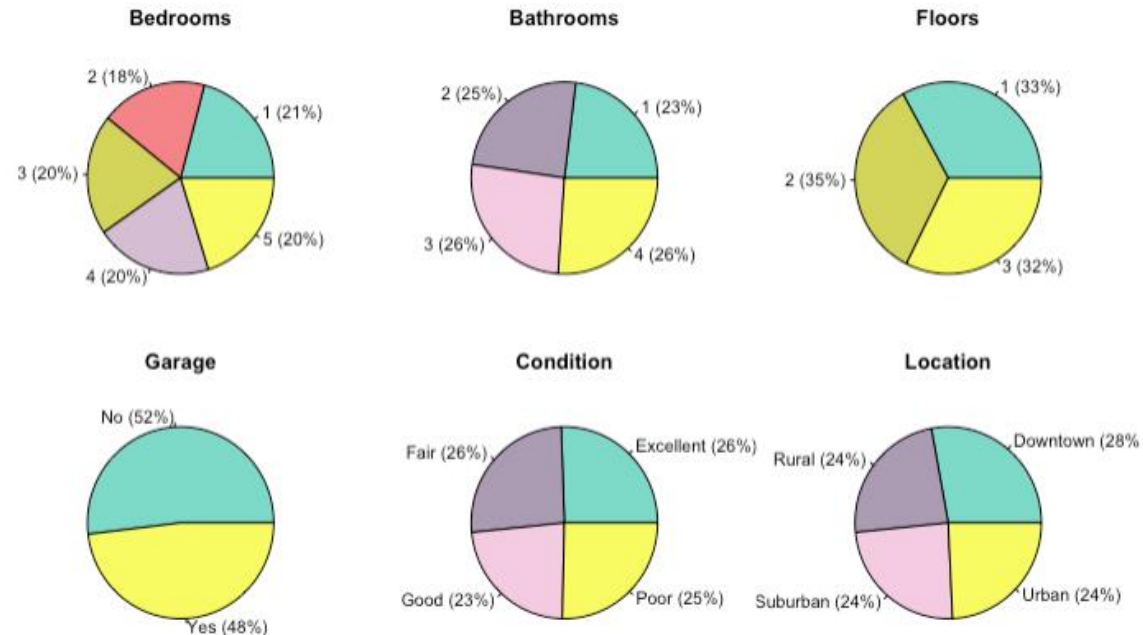 Bedrooms
2 (18%)
1 (21%)
3 (20%)
4 (20%)
5 (20%)
Bathrooms
2 (25%)
1 (23%)
3 (26%)
4 (26%)
Floors
1 (33%)
2 (35%)
3 (32%)
Garage
No (52%)
Yes (48%)
Condition
Fair (26%)
Excellent (26%)
Good (23%)
Poor (25%)
Location
Rural (24%)
Downtown (28%
Suburban (24%)
Urban (24%)